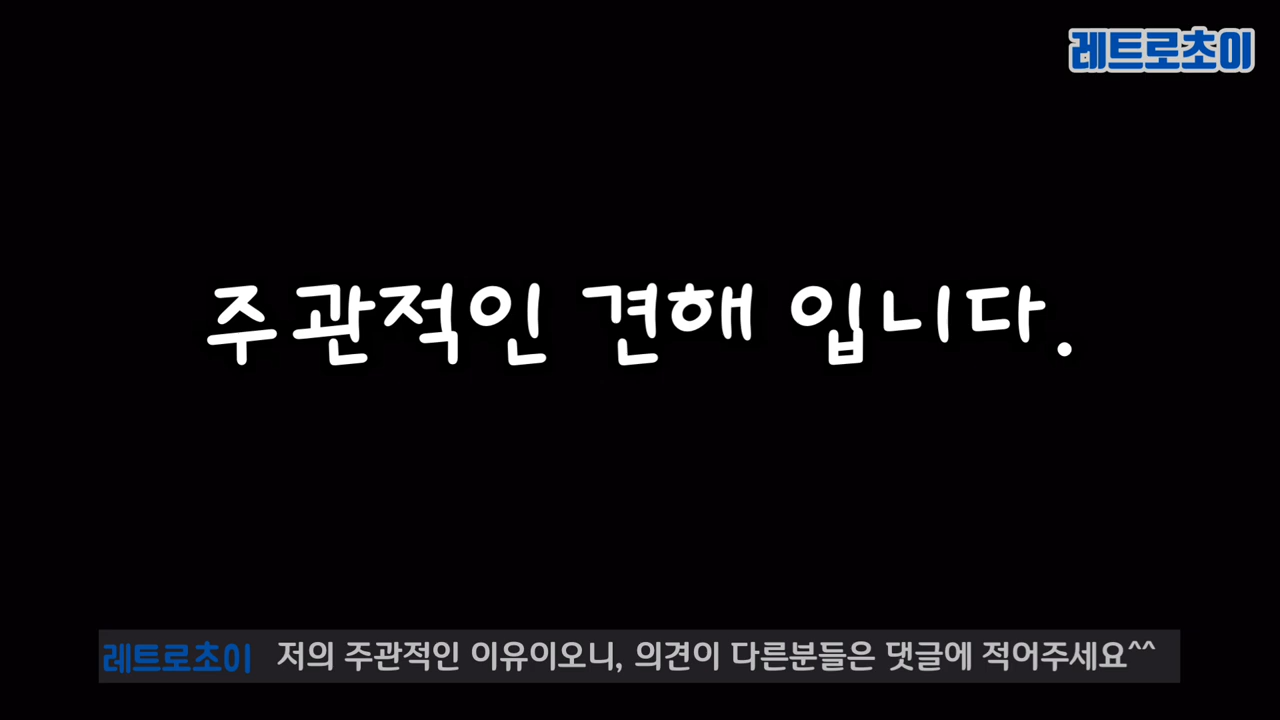 레트로초이
주관적인 견해 입니다.
레트로초이 저의 주관적인 이유이오니, 의견이 다른분들은 댓글에 적어주세요^^